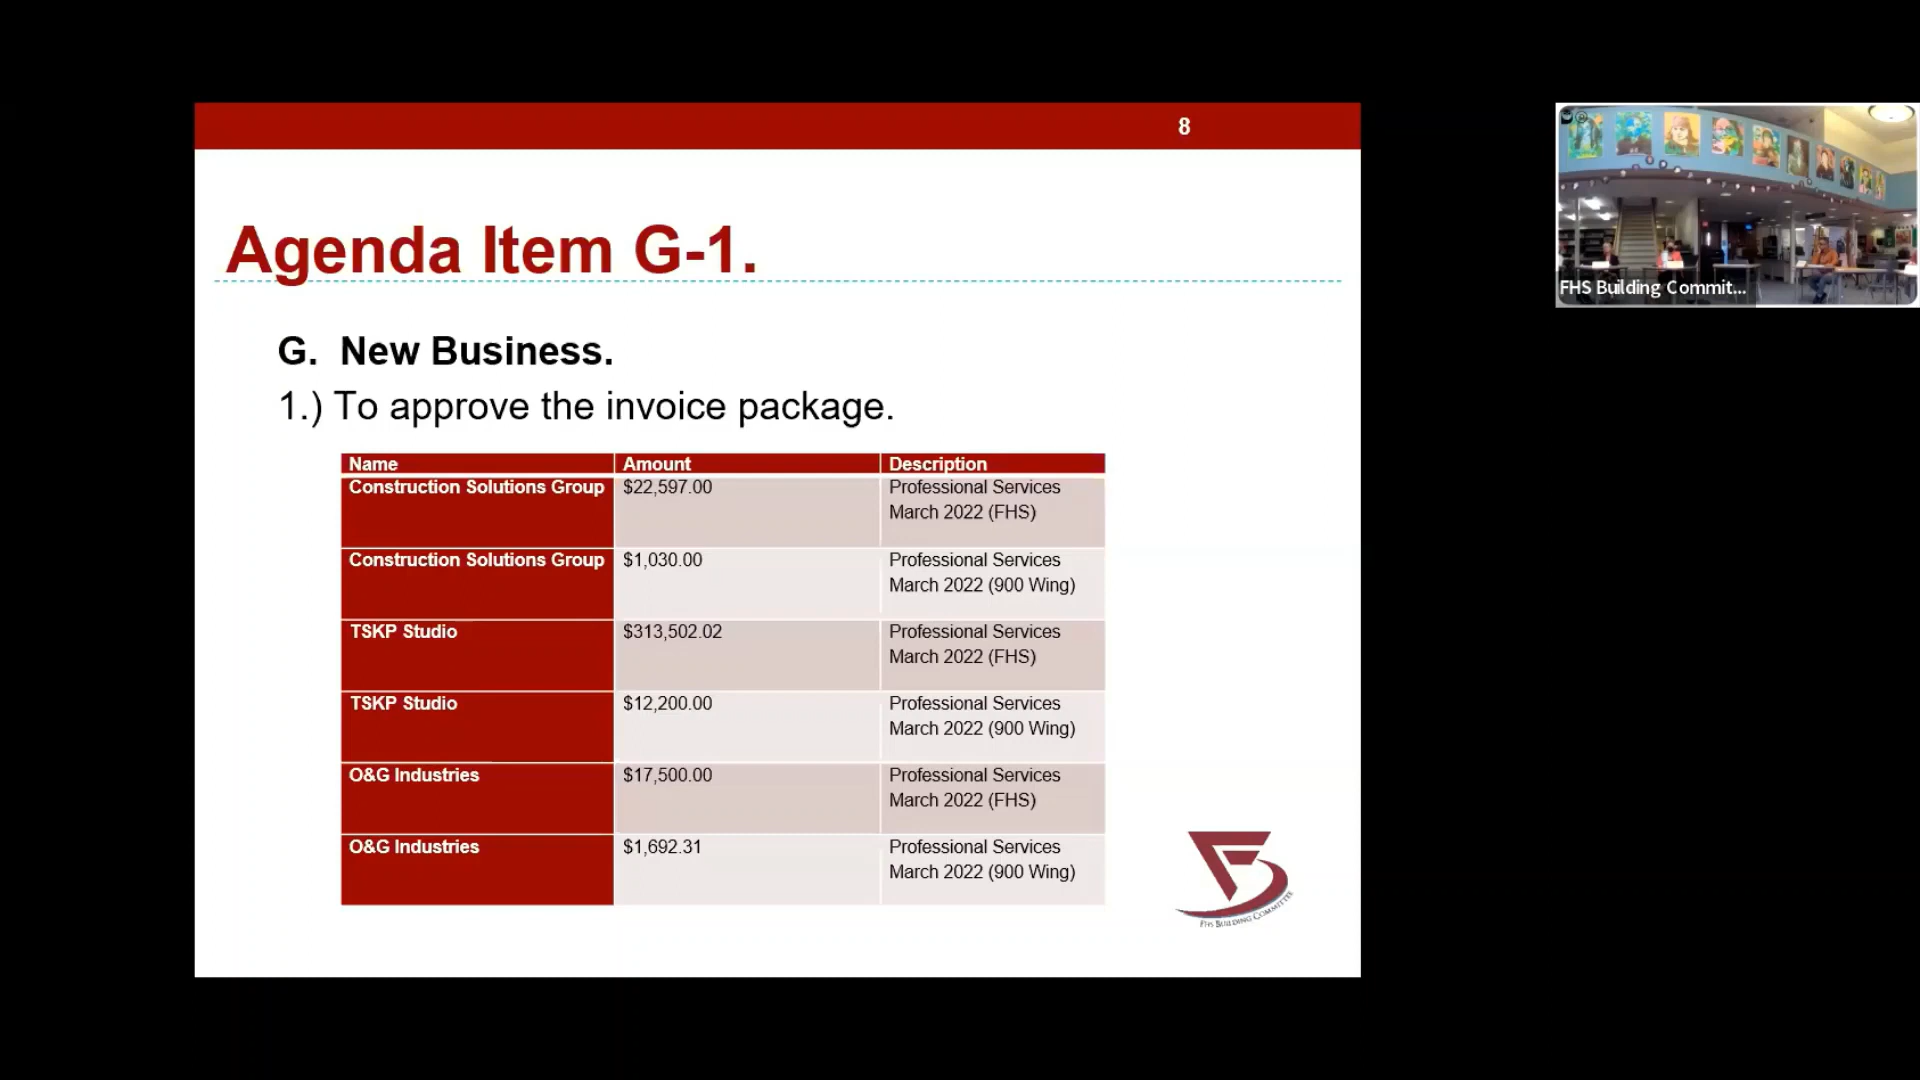 8
Agenda Item G-1.
G. New Business.
1.) To approve the invoice package.
Name Amount Description
Construction Solutions Group $22,597.00 Professional Services
March 2022 (FHS)
Construction Solutions Group $1,030.00 Professional Services
March 2022 (900 Wing)
TSKP Studio $313,502.02 Professional Services
March 2022 (FHS)
TSKP Studio $12,200.00 Professional Services
March 2022 (900 Wing)
O&G Industries $17,500.00 Professional Services
March 2022 (FHS)
O&G Industries $1,692.31 Professional Services
March 2022 (900 Wing)
FHS BUILDING COMMITTEE
FHS Building Commit...